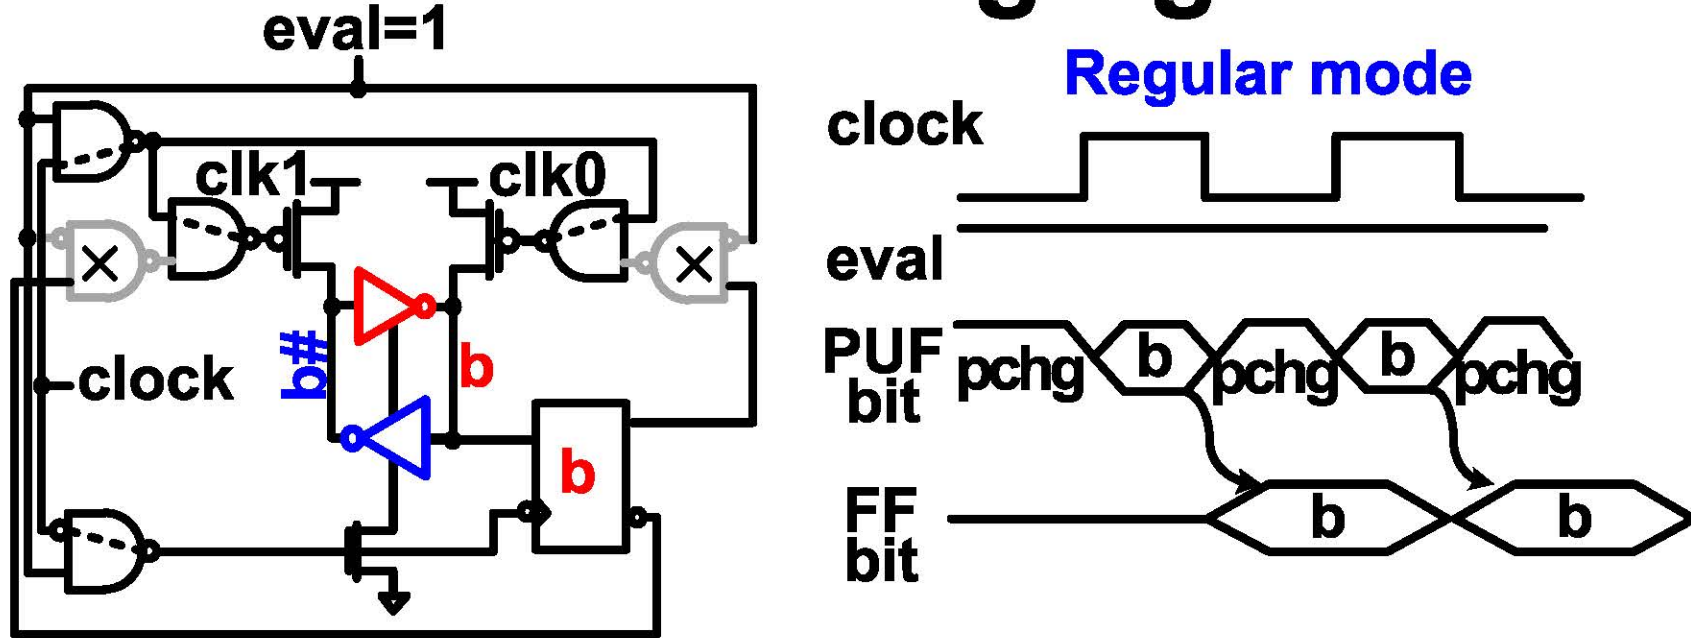 eval=1
clk1
clk0
b#
b
clock
b
Regular mode
clock
eval
PUF
bit
pchg
b
pchg
b
pchg
FF
bit
b
b